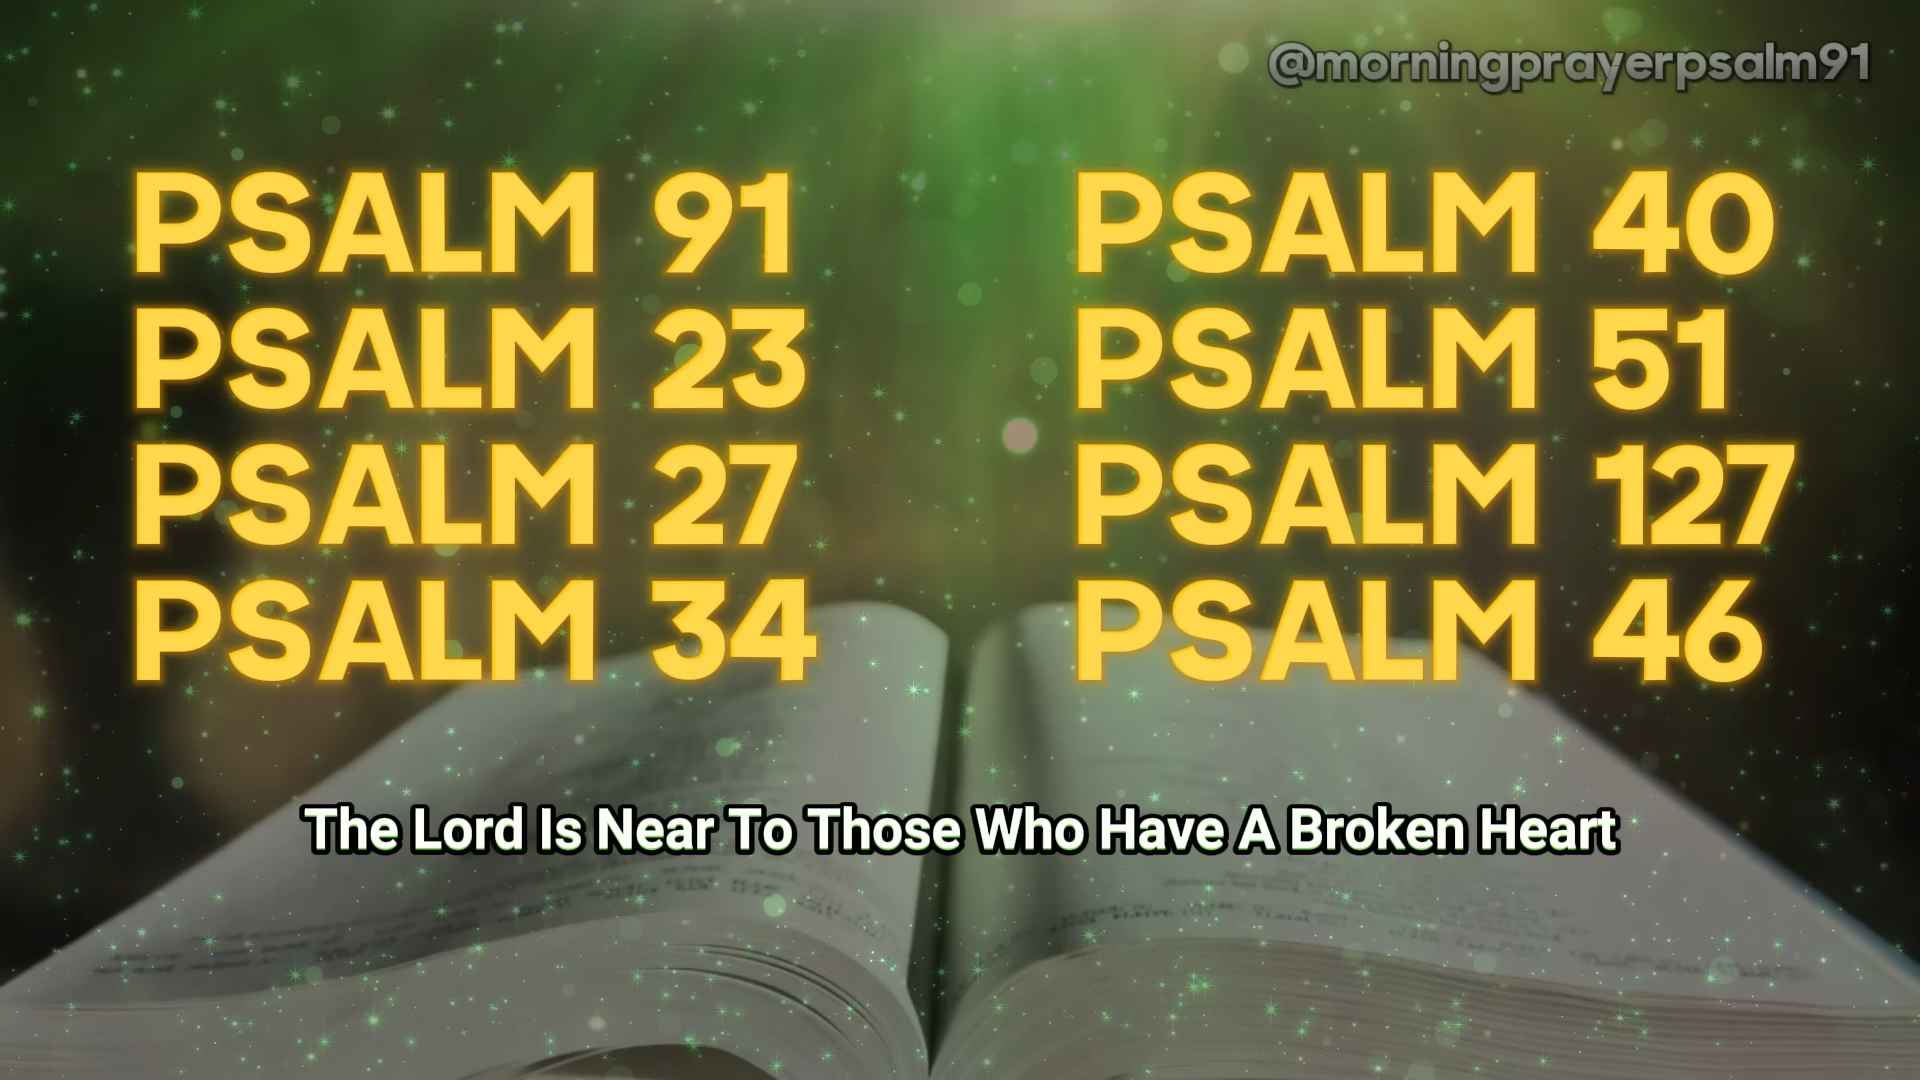 @morningprayerpsalm91
PSALM 91
PSALM 23
PSALM 27
PSALM 34
PSALM 40
PSALM 51
PSALM 127
PSALM 46
The Lord Is Near To Those Who Have A Broken Heart